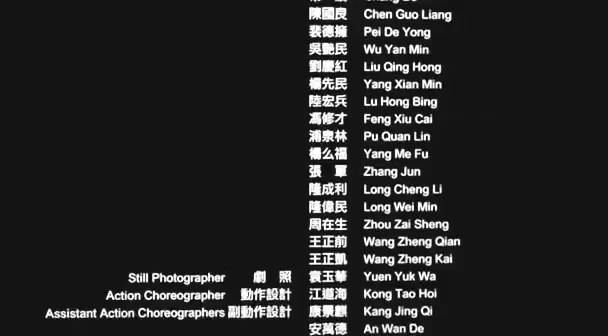 陳國良 Chen Guo Liang
裴德擁 Pei De Yong
吳艷民 Wu Yan Min
劉慶紅 Liu Qing Hong
楊先民 Yang Xian Min
陸宏兵 Lu Hong Bing
馮修才 Feng Xiu Cai
浦泉林 Pu Quan Lin
楊么福 Yang Me Fu
張 軍 Zhang Jun
隆成利 Long Cheng Li
隆偉民 Long Wei Min
周在生 Zhou Zai Sheng
王正前 Wang Zheng Qian
王正凱 Wang Zheng Kai
Still Photographer 劇 照 袁玉華 Yuen Yuk Wa
Action Choreographer 動作設計 江道海 Kong Tao Hoi
Assistant Action Choreographers 副動作設計 康景麒 Kang Jing Qi
安萬德 An Wan De